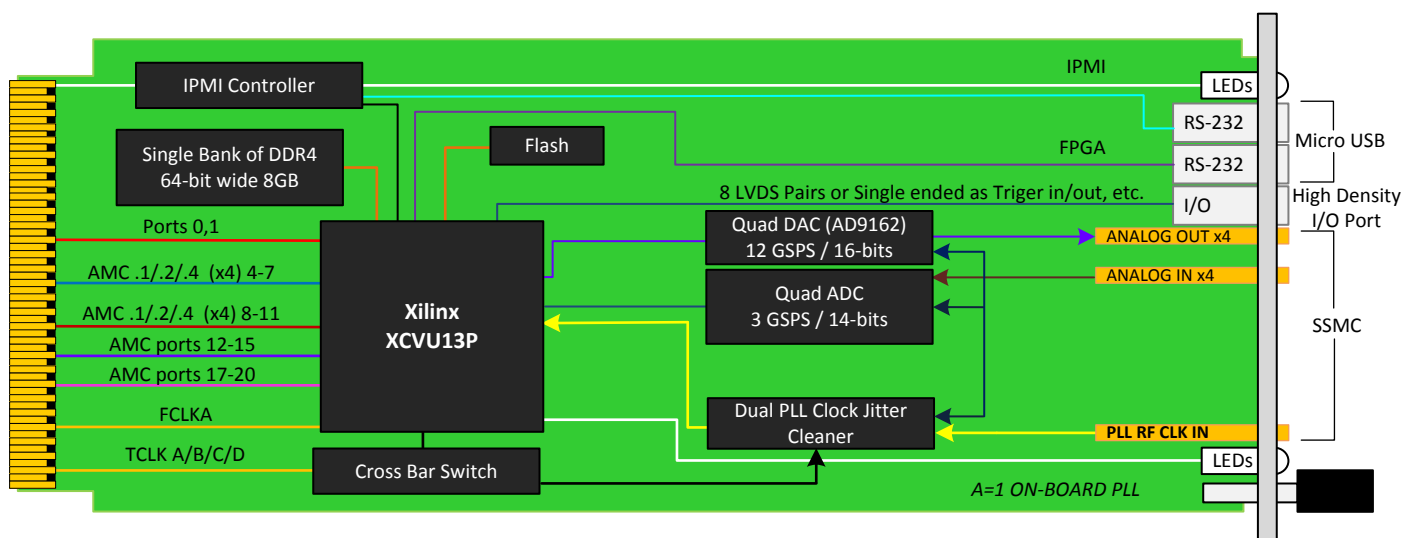 IPMI
IPMI Controller
LEDs
RS-232
Micro USB
Single Bank of DDR4
64-bit wide 8GB
Flash
FPGA
RS-232
8 LVDS Pairs or Single ended as Triger in/out, etc.
I/O
High Density
I/O Port
Ports 0,1
Quad DAC (AD9162)
12 GSPS / 16-bits
ANALOG OUT x4
AMC .1/.2/.4 (x4) 4-7
ANALOG IN x4
Quad ADC
3 GSPS / 14-bits
Xilinx
XCVU13P
AMC .1/.2/.4 (x4) 8-11
SSMC
AMC ports 12-15
AMC ports 17-20
FCLKA
Dual PLL Clock Jitter
Cleaner
PLL RF CLK IN
TCLK A/B/C/D
Cross Bar Switch
LEDs
A=1 ON-BOARD PLL